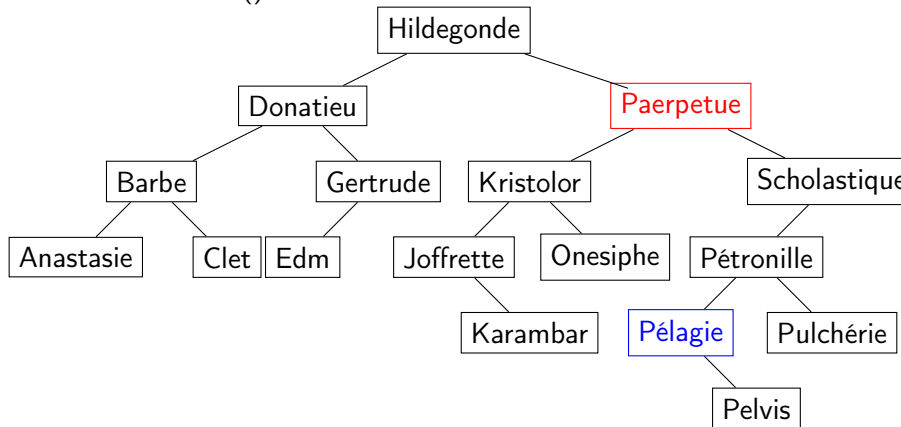 ()
Hildegonde
Donatieu Paerpetue
Barbe Gertrude Kristolor Scholastique
Anastasie Clet Edm Joffrette Onesiphe Pétronille
Karambar Pélagie Pulchérie
Pelvis